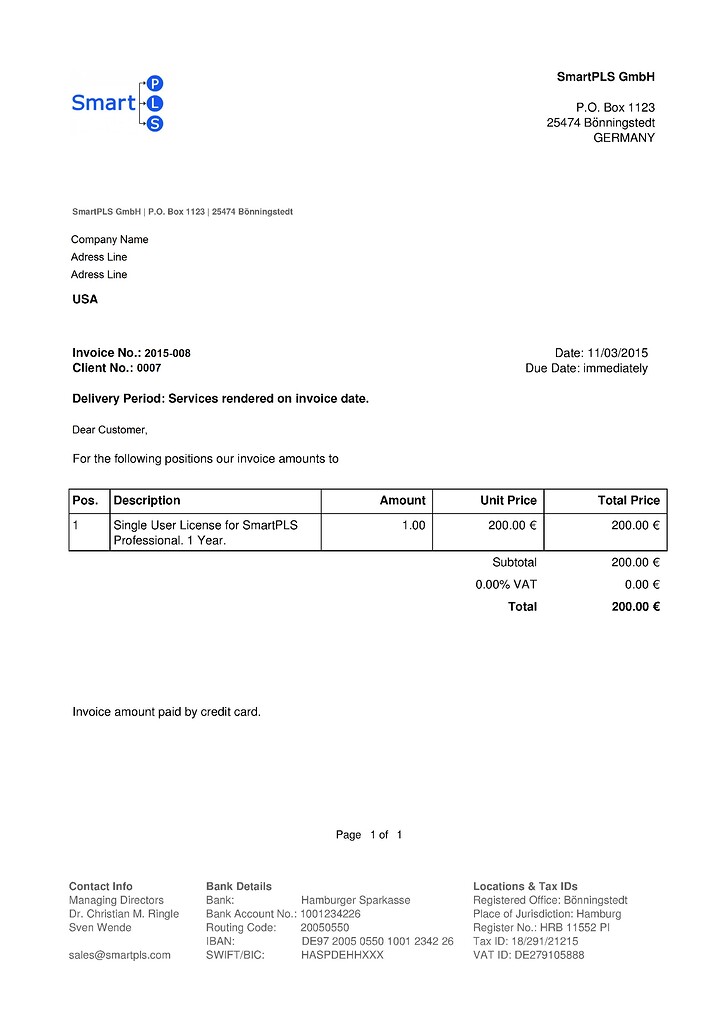 Smart
P
L
S
SmartPLS GmbH
P.O. Box 1123
25474 Bönningstedt
GERMANY
SmartPLS GmbH | P.O. Box 1123 | 25474 Bönningstedt
Company Name
Adress Line
Adress Line
USA
Invoice No.: 2015-008
Client No.: 0007
Date: 11/03/2015
Due Date: immediately
Delivery Period: Services rendered on invoice date.
Dear Customer,
For the following positions our invoice amounts to
Pos. Description Amount Unit Price Total Price
1 Single User License for SmartPLS 1.00 200.00 € 200.00 €
Professional. 1 Year.
Subtotal 200.00 €
0.00% VAT 0.00 €
Total 200.00 €
Invoice amount paid by credit card.
Page 1 of 1
Contact Info
Managing Directors
Dr. Christian M. Ringle
Sven Wende
sales@smartpls.com
Bank Details
Bank: Hamburger Sparkasse
Bank Account No.: 1001234226
Routing Code: 20050550
IBAN: DE97 2005 0550 1001 2342 26
SWIFT/BIC: HASPDEHHXXX
Locations & Tax IDs
Registered Office: Bönningstedt
Place of Jurisdiction: Hamburg
Register No.: HRB 11552 PI
Tax ID: 18/291/21215
VAT ID: DE279105888